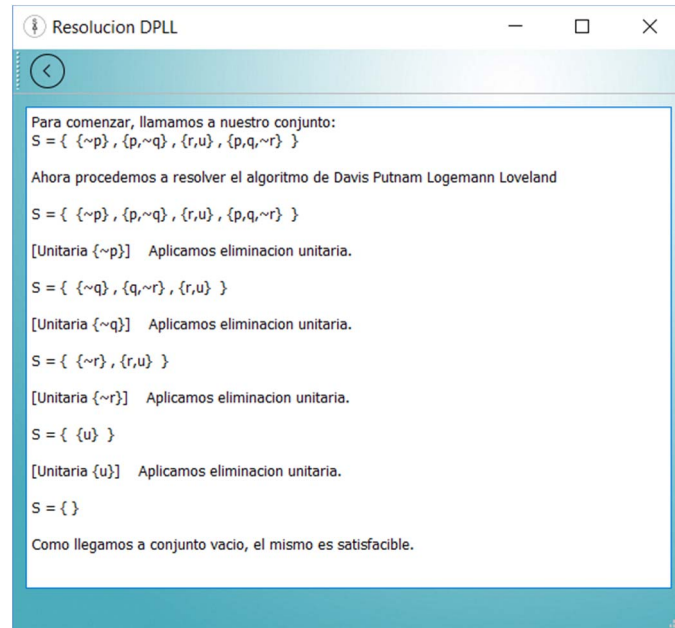 Resolucion DPLL
Para comenzar, llamamos a nuestro conjunto:
S = { {~p} , {p,~q} , {r,u} , {p,q,~r} }
Ahora procedemos a resolver el algoritmo de Davis Putnam Logemann Loveland
S = { {~p} , {p,~q} , {r,u} , {p,q,~r} }
[Unitaria {~p}] Aplicamos eliminacion unitaria.
S = { {~q} , {q,~r} , {r,u} }
[Unitaria {~q}] Aplicamos eliminacion unitaria.
S = { {~r} , {r,u} }
[Unitaria {~r}] Aplicamos eliminacion unitaria.
S = { {u} }
[Unitaria {u}] Aplicamos eliminacion unitaria.
S = { }
Como llegamos a conjunto vacio, el mismo es satisfacible.